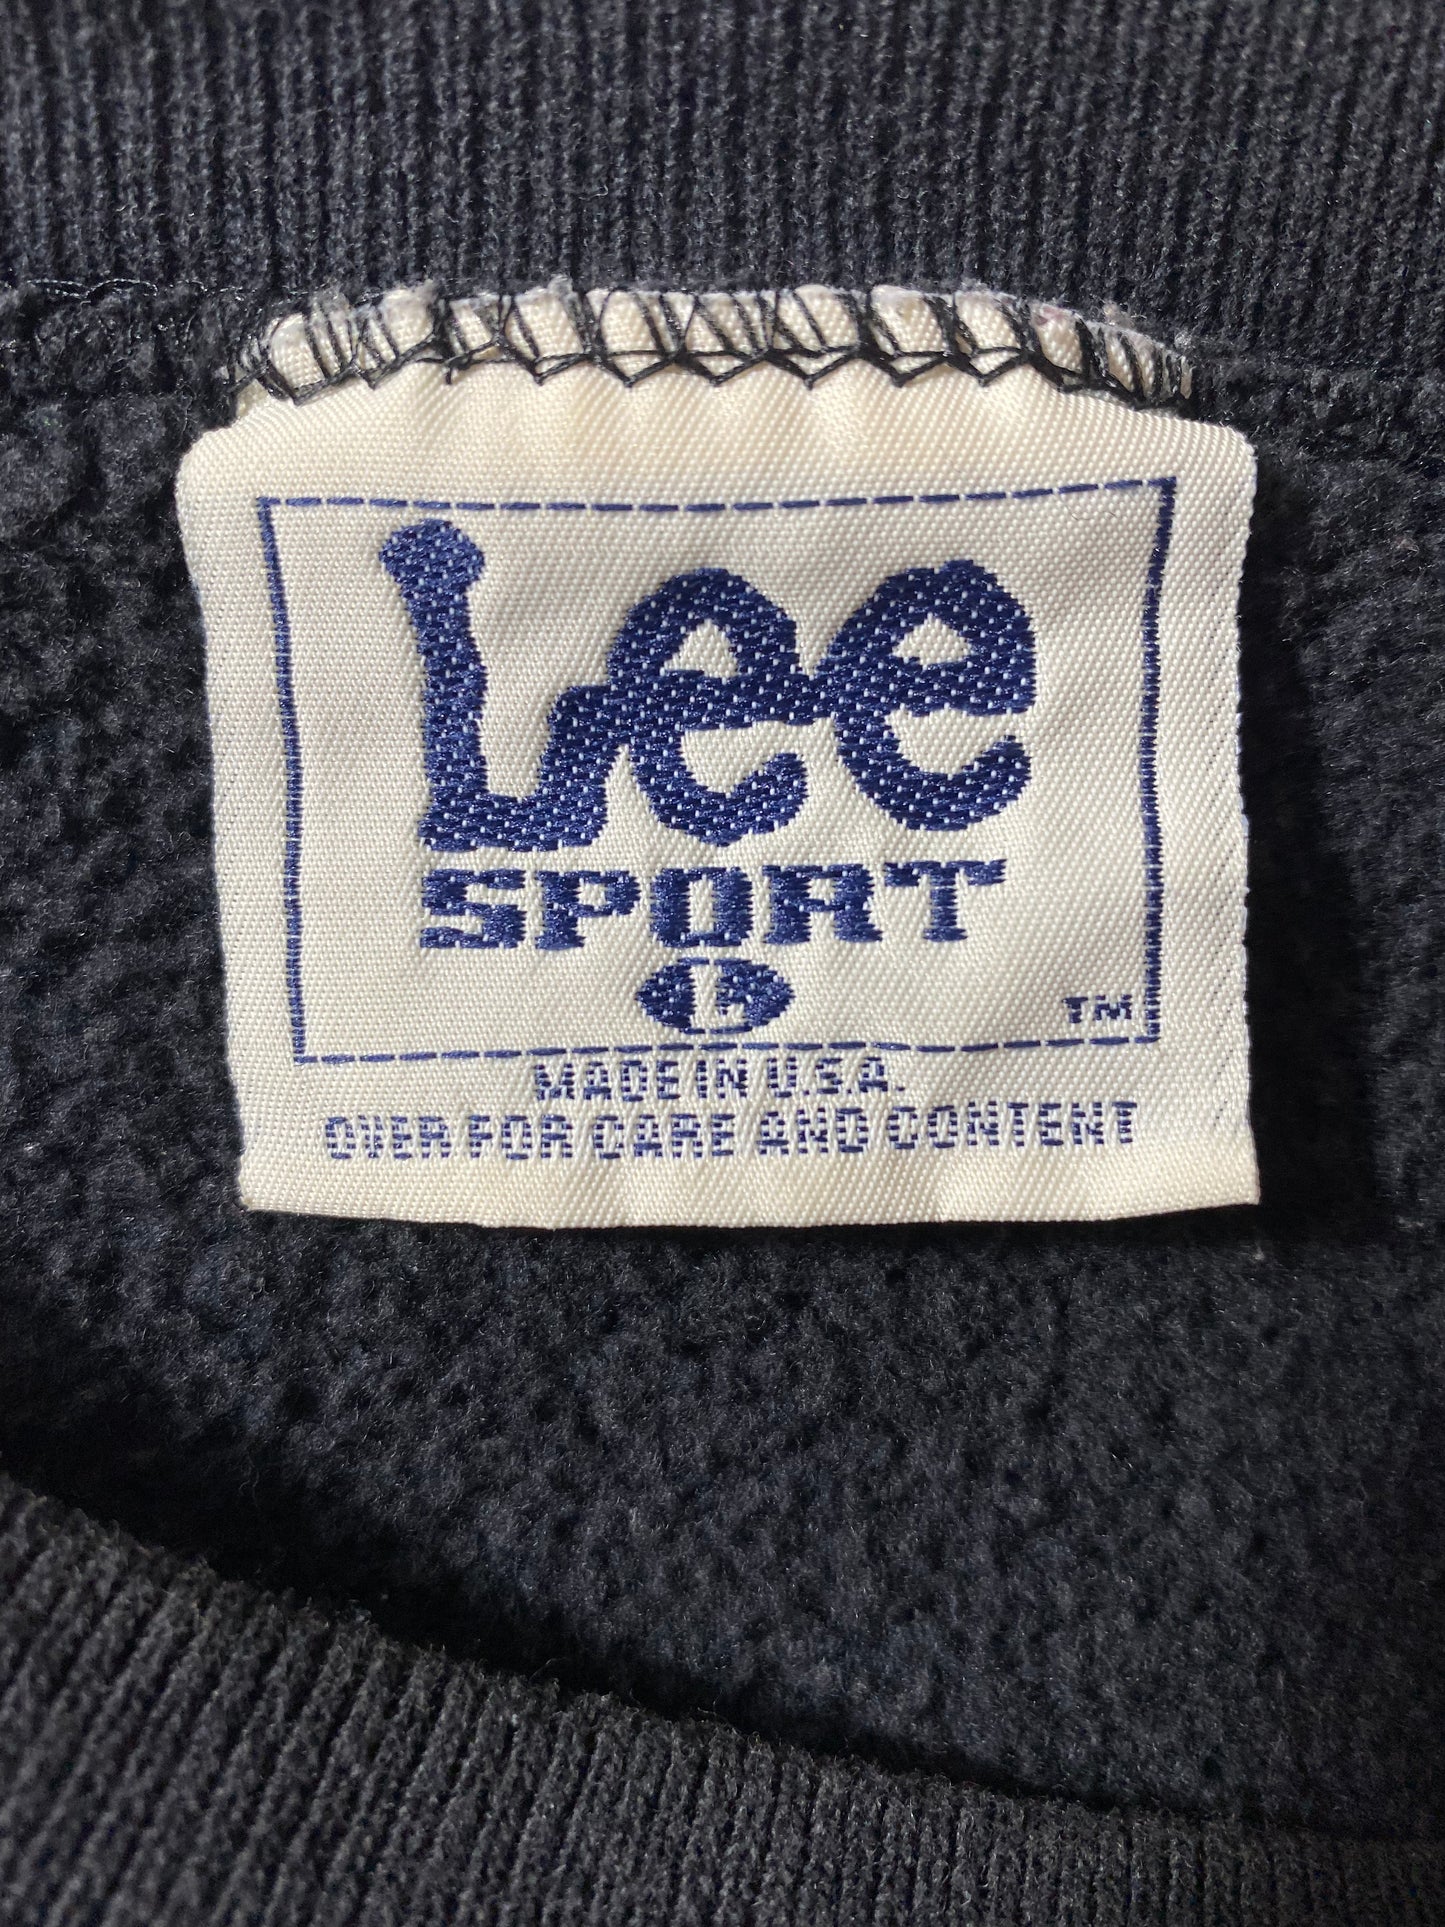 Lee
SPORT
L
TM
MADE IN U.S.A.
OVER FOR CARE AND CONTENT